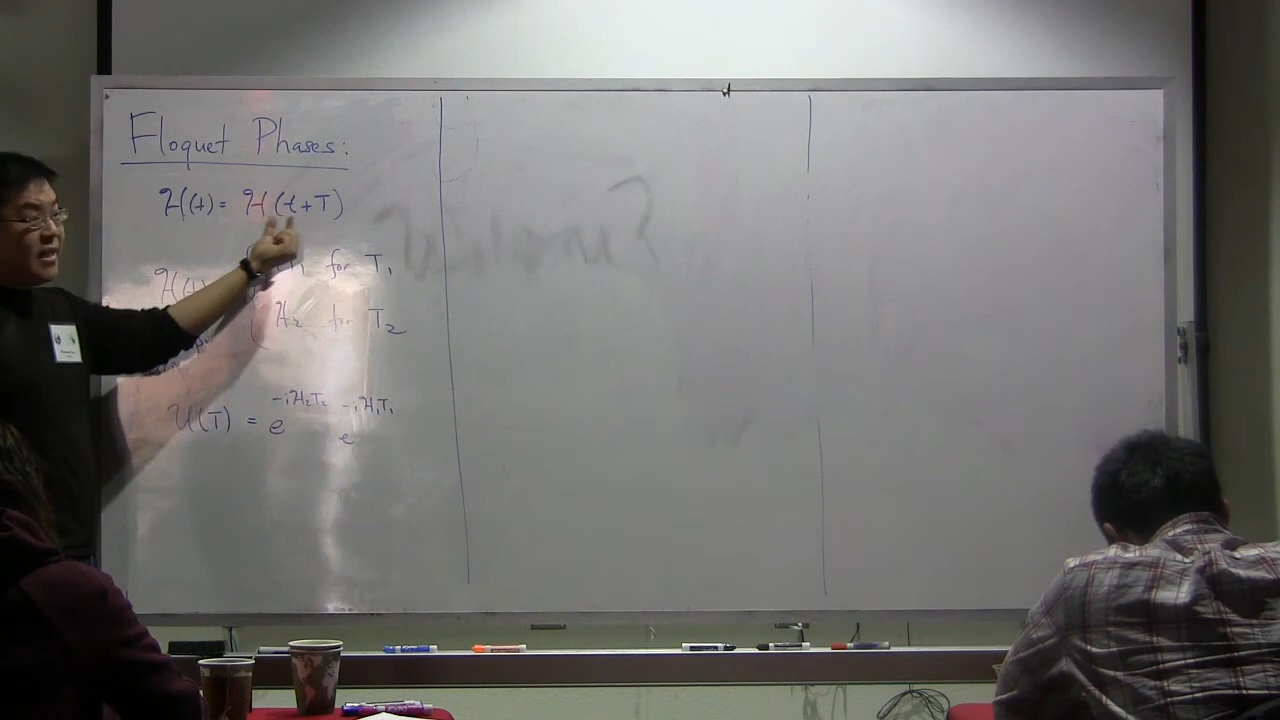 Floquet Phases:
ℋ(t) = ℋ(t+T)
ℋ(t) { for T₁
ℋ₂ for T₂
U(T) = e^{-iℋ₂T₂} e^{-iℋ₁T₁}